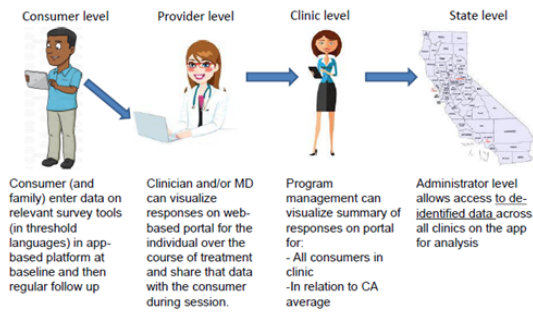 Consumer level
Provider level
Clinic level
State level
Consumer (and
family) enter data on
relevant survey tools
(in threshold
languages) in app-
based platform at
baseline and then
regular follow up
Clinician and/or MD
can visualize
responses on web-
based portal for the
individual over the
course of treatment
and share that data
with the consumer
during session.
Program
management can
visualize summary of
responses on portal
for:
- All consumers in
clinic
-In relation to CA
average
Administrator level
allows access to de-
identified data across
all clinics on the app
for analysis